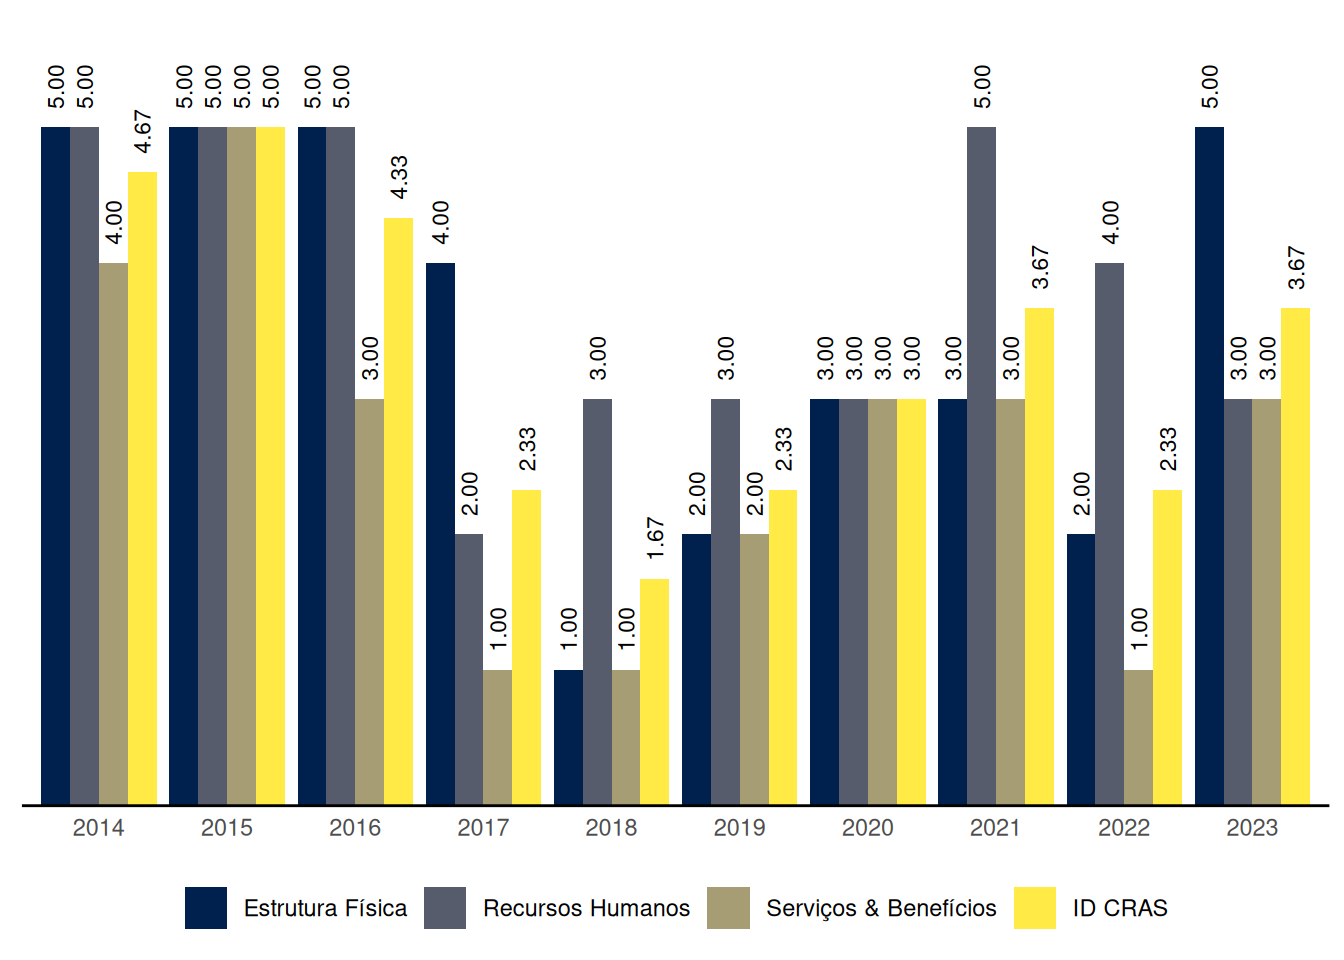 5.00 5.00 4.00 4.67 5.00 5.00 5.00 5.00 5.00 5.00 3.00 4.33 4.00 2.00 1.00 2.33 1.00 3.00 1.00 1.67 2.00 3.00 2.00 2.33 3.00 3.00 3.00 3.00 3.00 5.00 3.00 3.67 2.00 4.00 1.00 2.33 5.00 3.00 3.00 3.67
2014 2015 2016 2017 2018 2019 2020 2021 2022 2023
Estrutura Física Recursos Humanos Serviços & Benefícios ID CRAS